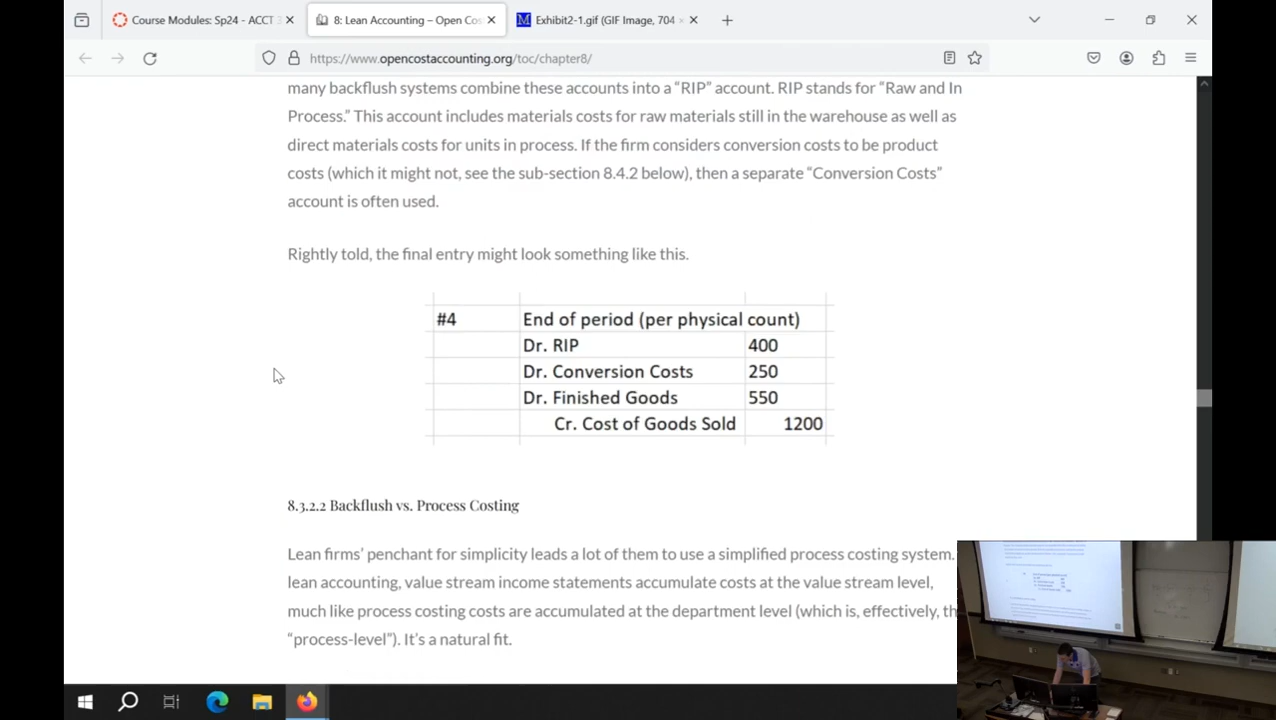 Course Modules: Sp24 - ACCT 3
8: Lean Accounting – Open Cos
Exhibit2-1.gif (GIF Image, 704 ×
https://www.opencostaccounting.org/toc/chapter8/
many backflush systems combine these accounts into a “RIP” account. RIP stands for “Raw and In
Process.” This account includes materials costs for raw materials still in the warehouse as well as
direct materials costs for units in process. If the firm considers conversion costs to be product
costs (which it might not, see the sub-section 8.4.2 below), then a separate “Conversion Costs”
account is often used.
Rightly told, the final entry might look something like this.
#4 End of period (per physical count)
Dr. RIP 400
Dr. Conversion Costs 250
Dr. Finished Goods 550
Cr. Cost of Goods Sold 1200
8.3.2.2 Backflush vs. Process Costing
Lean firms’ penchant for simplicity leads a lot of them to use a simplified process costing system.
lean accounting, value stream income statements accumulate costs at the value stream level,
much like process costing costs are accumulated at the department level (which is, effectively, th
“process-level”). It’s a natural fit.